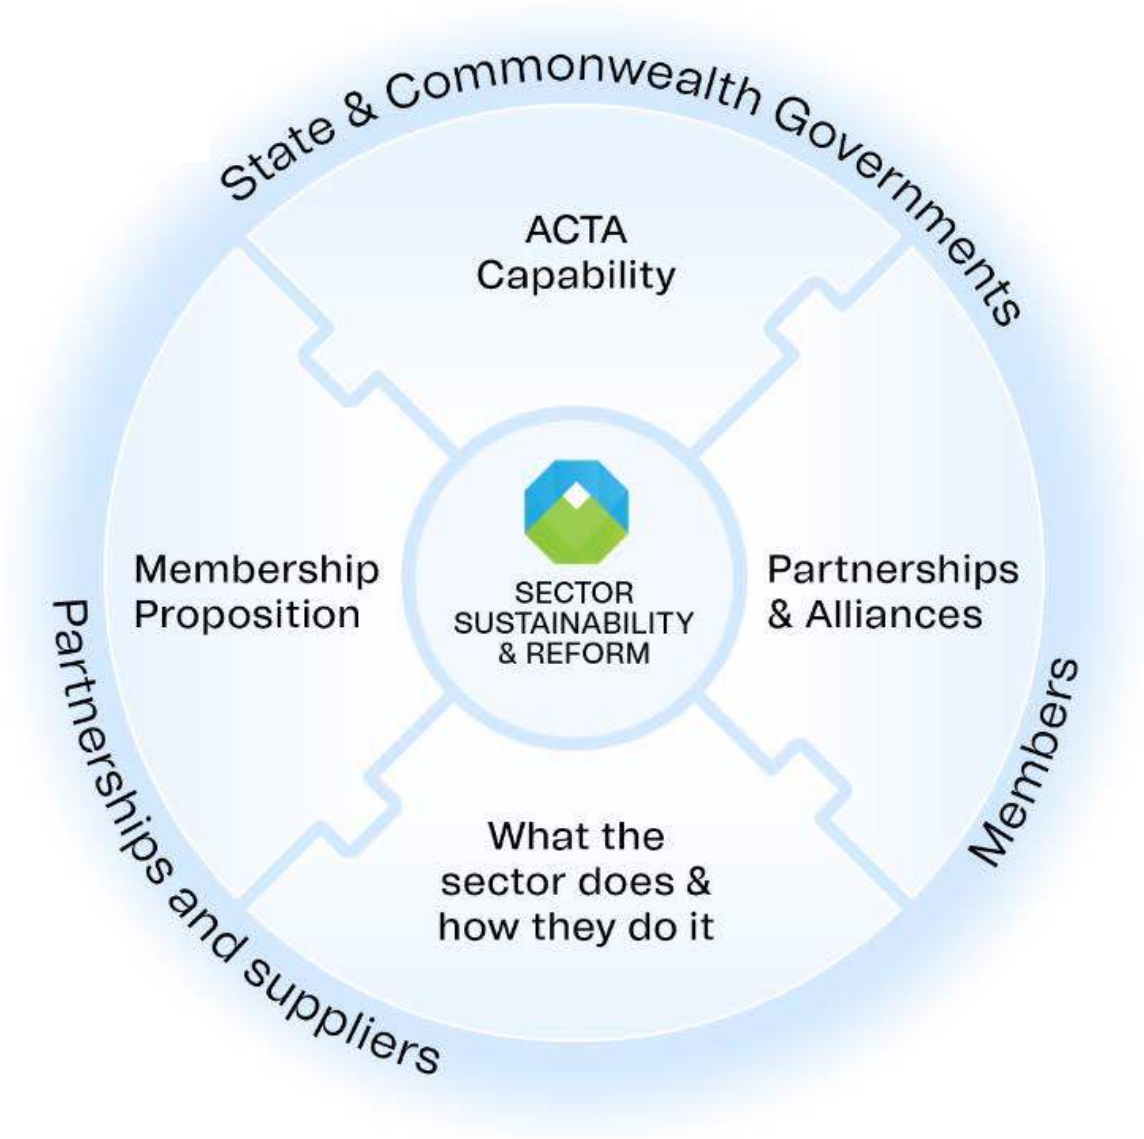 State & Commonwealth Governments
ACTA
Capability
Membership
Proposition
SECTOR
SUSTAINABILITY
& REFORM
Partnerships
& Alliances
What the
sector does &
how they do it
Partnerships and suppliers
Members